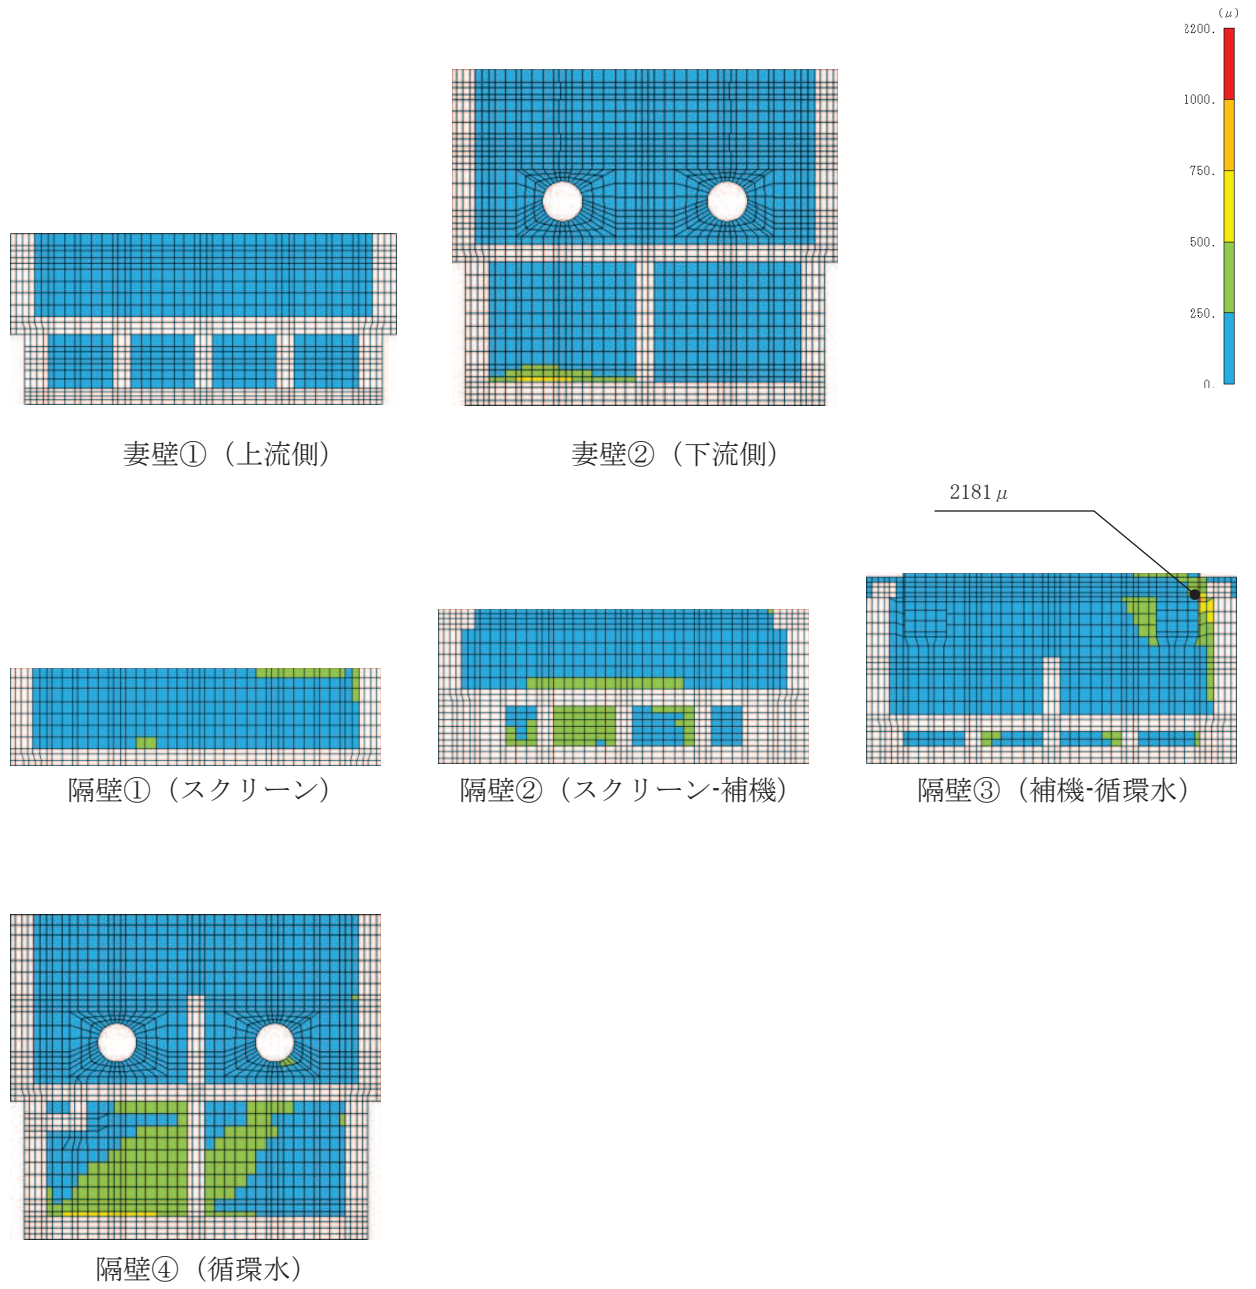 (μ)
2200.
1000.
750.
500.
250.
0.
妻壁①（上流側）
妻壁②（下流側）
2181μ
隔壁①（スクリーン）
隔壁②（スクリーン-補機）
隔壁③（補機-循環水）
隔壁④（循環水）